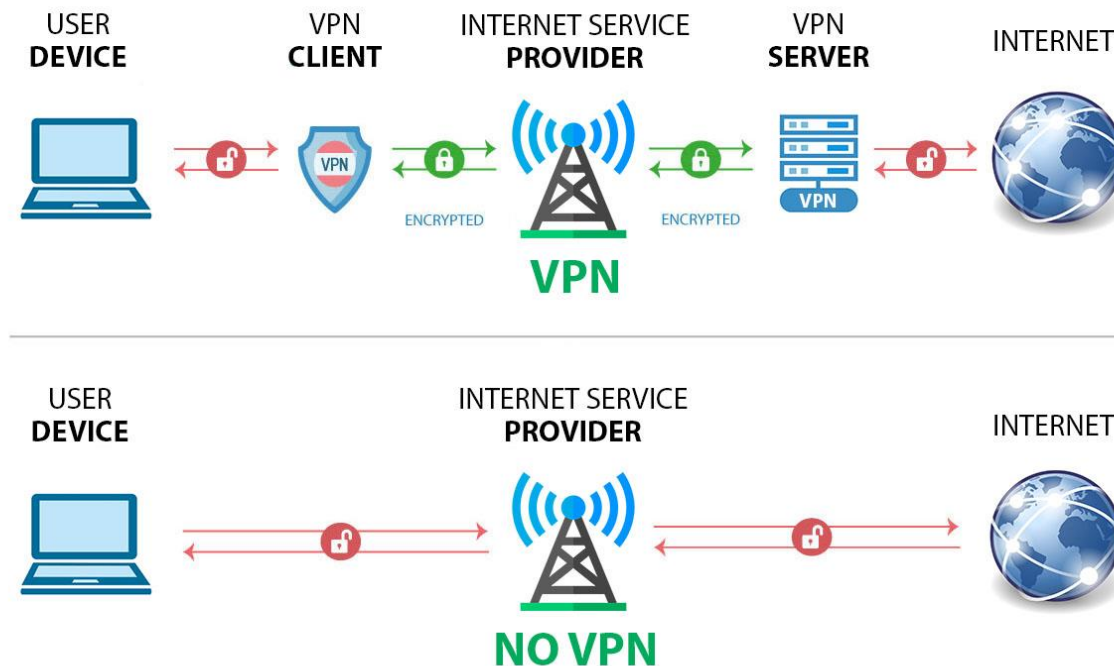 USER
DEVICE
VPN
CLIENT
INTERNET SERVICE
PROVIDER
VPN
SERVER
INTERNET
VPN
VPN
ENCRYPTED
ENCRYPTED
VPN
USER
DEVICE
INTERNET SERVICE
PROVIDER
INTERNET
NO VPN